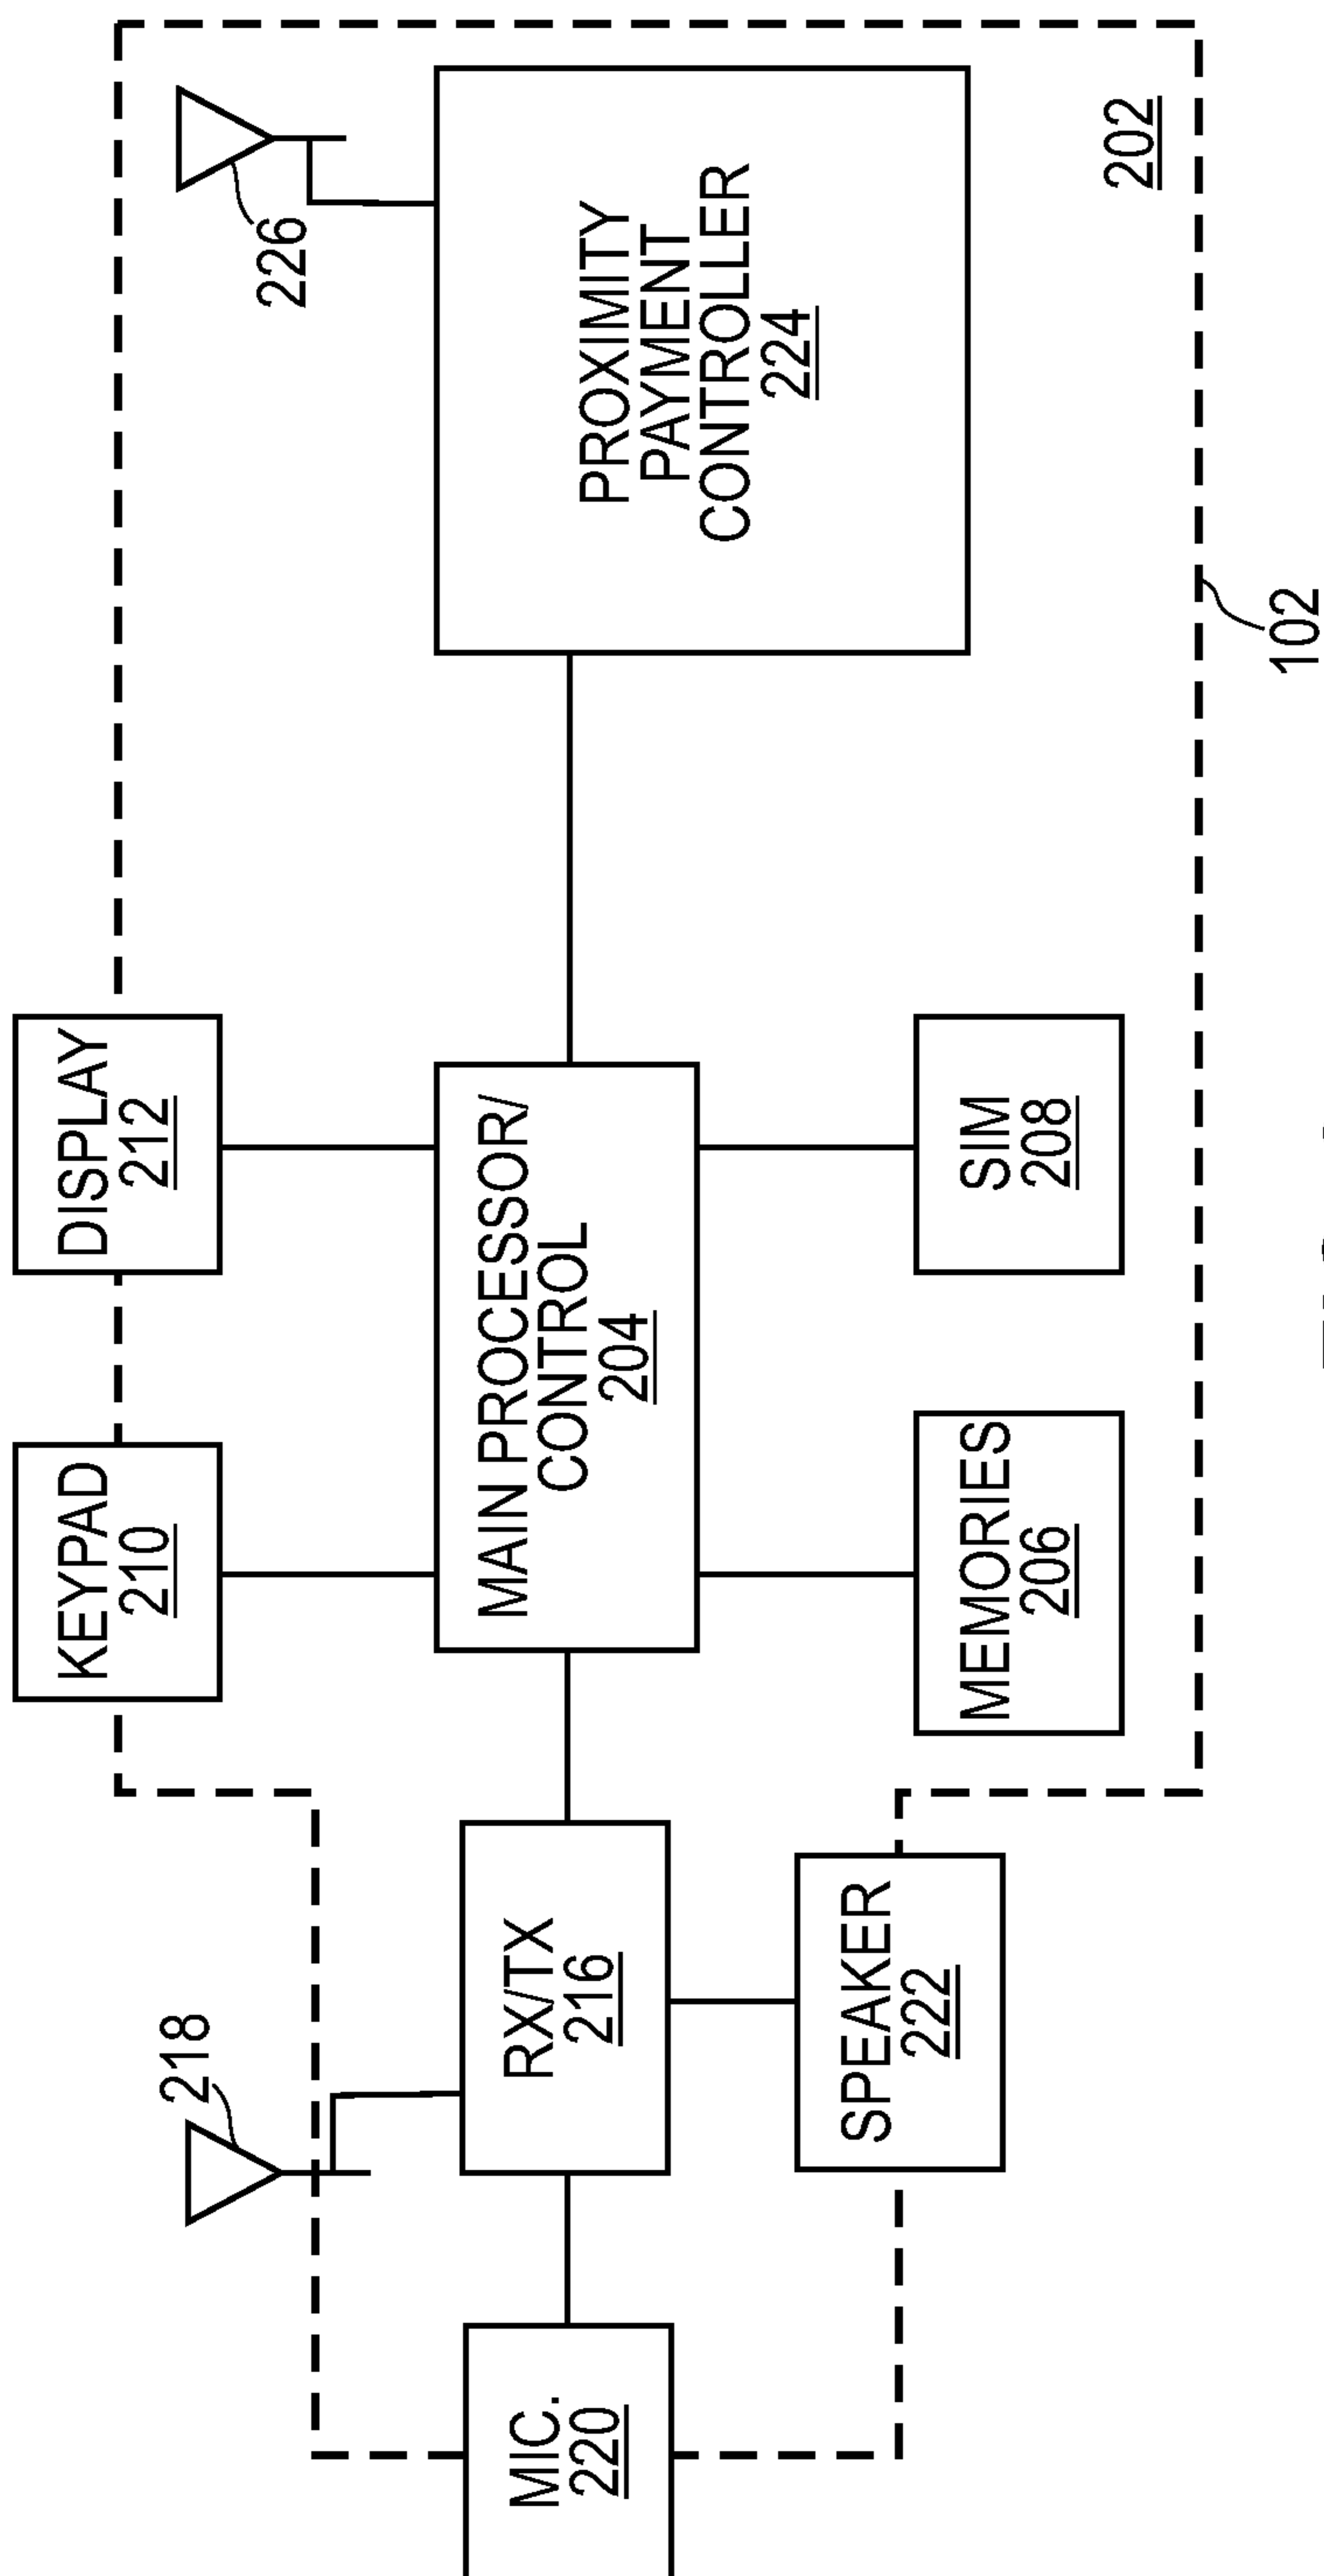 KEYPAD
210
DISPLAY
212
218
226
MAIN PROCESSOR/
CONTROL
204
PROXIMITY
PAYMENT
CONTROLLER
224
MIC.
220
RX/TX
216
SPEAKER
222
MEMORIES
206
SIM
208
202
102